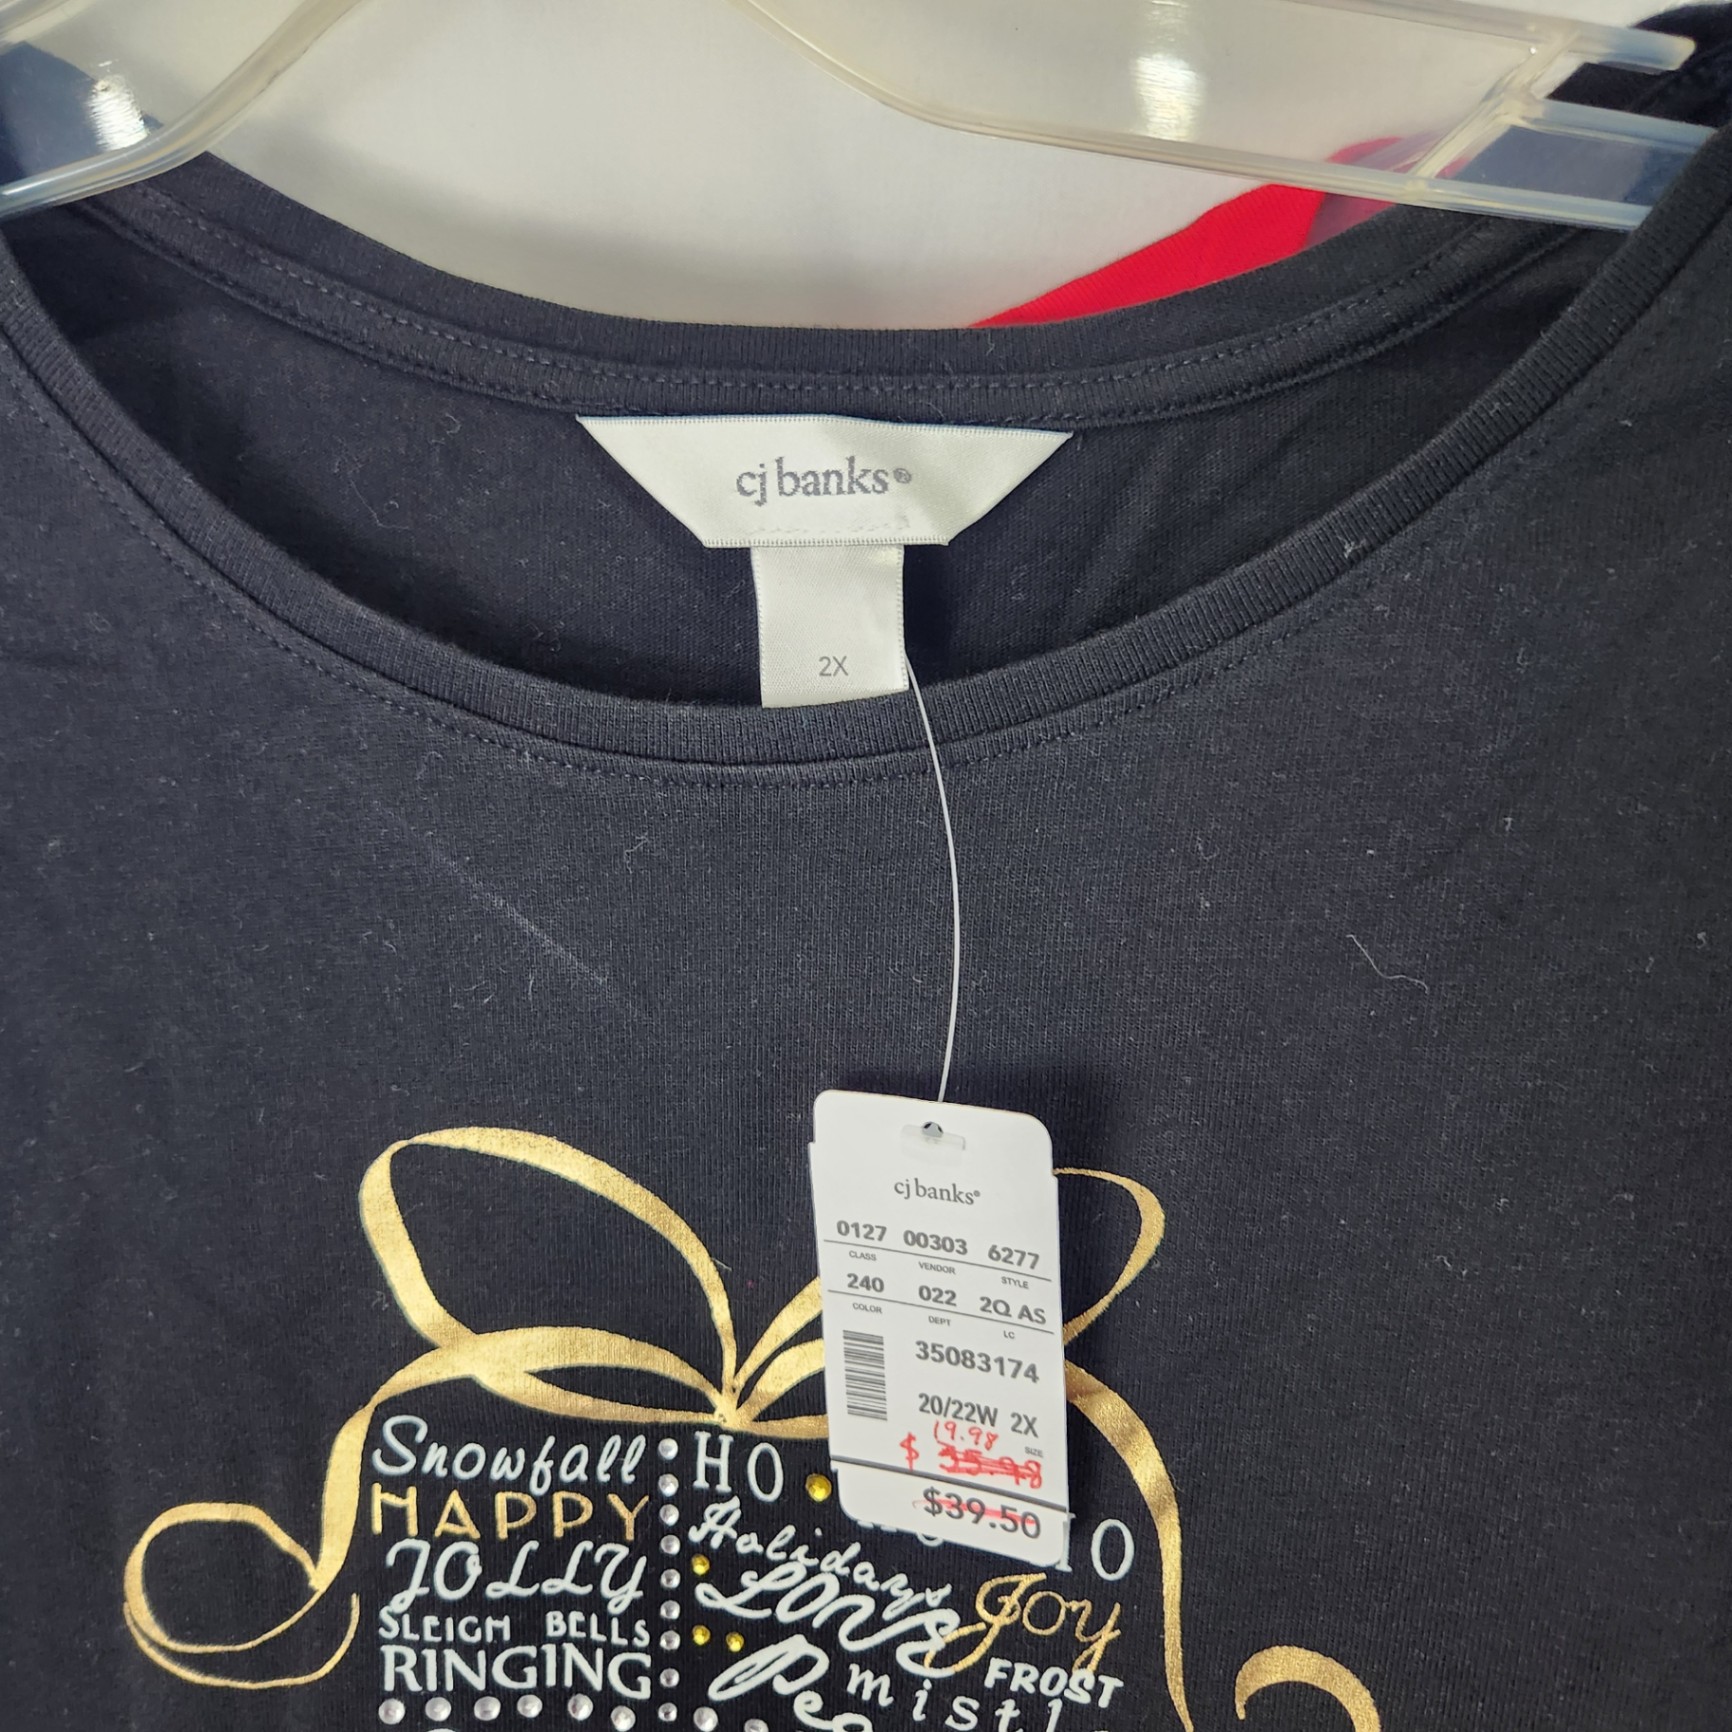 cj banks®
2X
cj banks®
0127 00303 6277
CLASS VENDOR STYLE
240 022 2Q AS
COLOR DEPT LC
35083174
20/22W 2X
SIZE
19.98
$ 35.98
$39.50
Snowfall
HAPPY
JOLLY
SLEIGH BELLS
RINGING
HO
HO
Holidays
LOVE
Joy
FROST